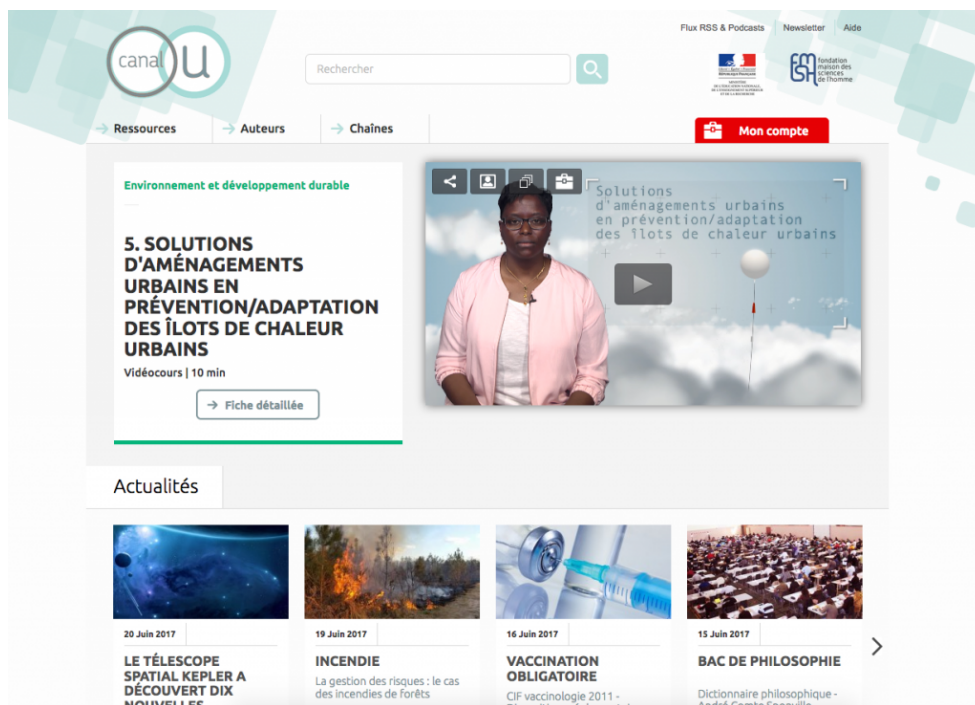 Flux RSS & Podcasts
Newsletter
Aide
canal U
Rechercher
fondation
maison des
sciences
de l'homme
Ressources
Auteurs
Chaînes
Mon compte
Environnement et développement durable
5. SOLUTIONS
D'AMÉNAGEMENTS
URBAINS EN
PRÉVENTION/ADAPTATION
DES ÎLOTS DE CHALEUR
URBAINS
Vidéocours | 10 min
Fiche détaillée
Solutions
d'aménagements urbains
en prévention/adaptation
des îlots de chaleur urbains
Actualités
20 Juin 2017
LE TÉLESCOPE
SPATIAL KEPLER A
DÉCOUVERT DIX
NOUVELLES
19 Juin 2017
INCENDIE
La gestion des risques : le cas
des incendies de forêts
16 Juin 2017
VACCINATION
OBLIGATOIRE
CIF vaccinologie 2011 -
15 Juin 2017
BAC DE PHILOSOPHIE
Dictionnaire philosophique -